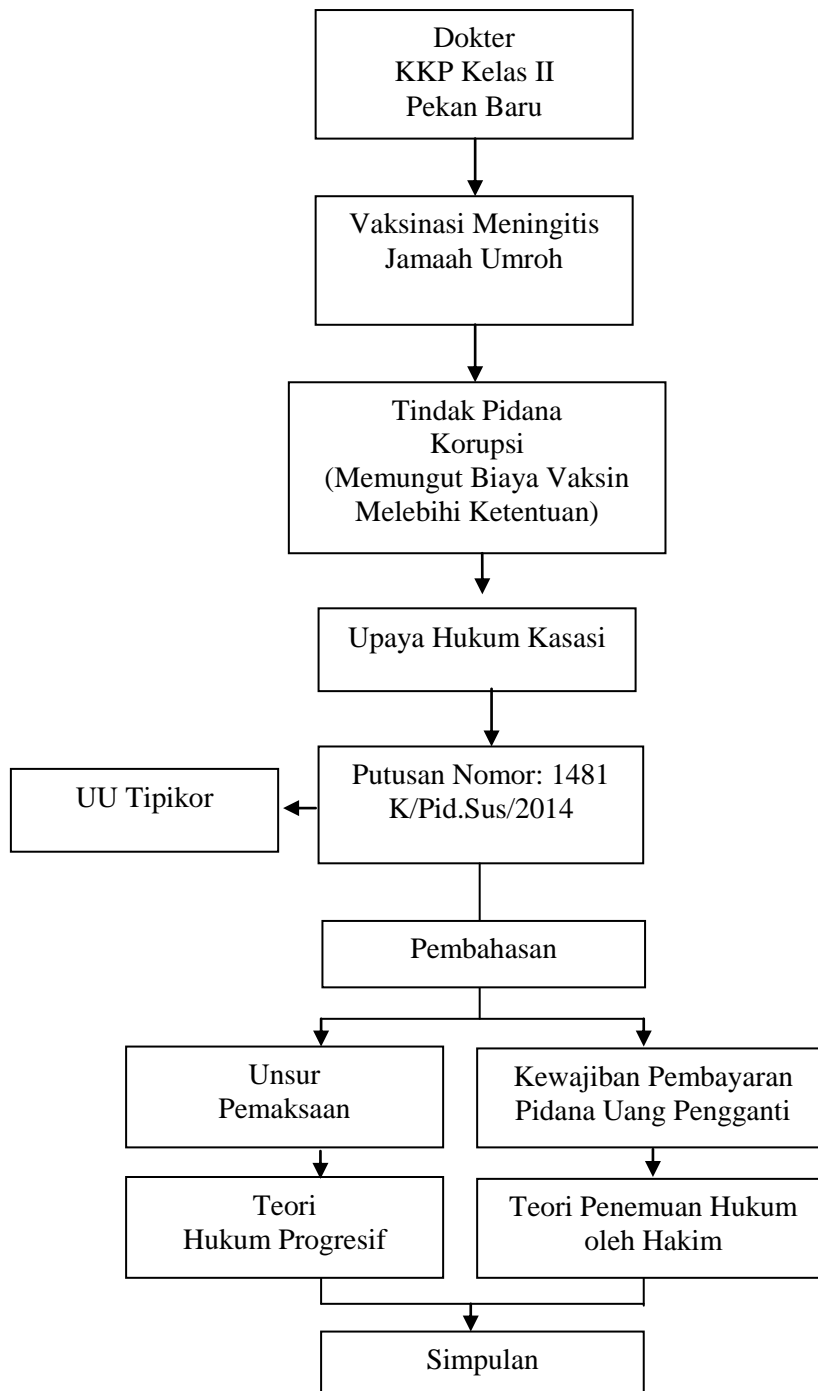 Dokter
KKP Kelas II
Pekan Baru
Vaksinasi Meningitis
Jamaah Umroh
Tindak Pidana
Korupsi
(Memungut Biaya Vaksin
Melebihi Ketentuan)
Upaya Hukum Kasasi
UU Tipikor
Putusan Nomor: 1481
K/Pid.Sus/2014
Pembahasan
Unsur
Pemaksaan
Kewajiban Pembayaran
Pidana Uang Pengganti
Teori
Hukum Progresif
Teori Penemuan Hukum
oleh Hakim
Simpulan